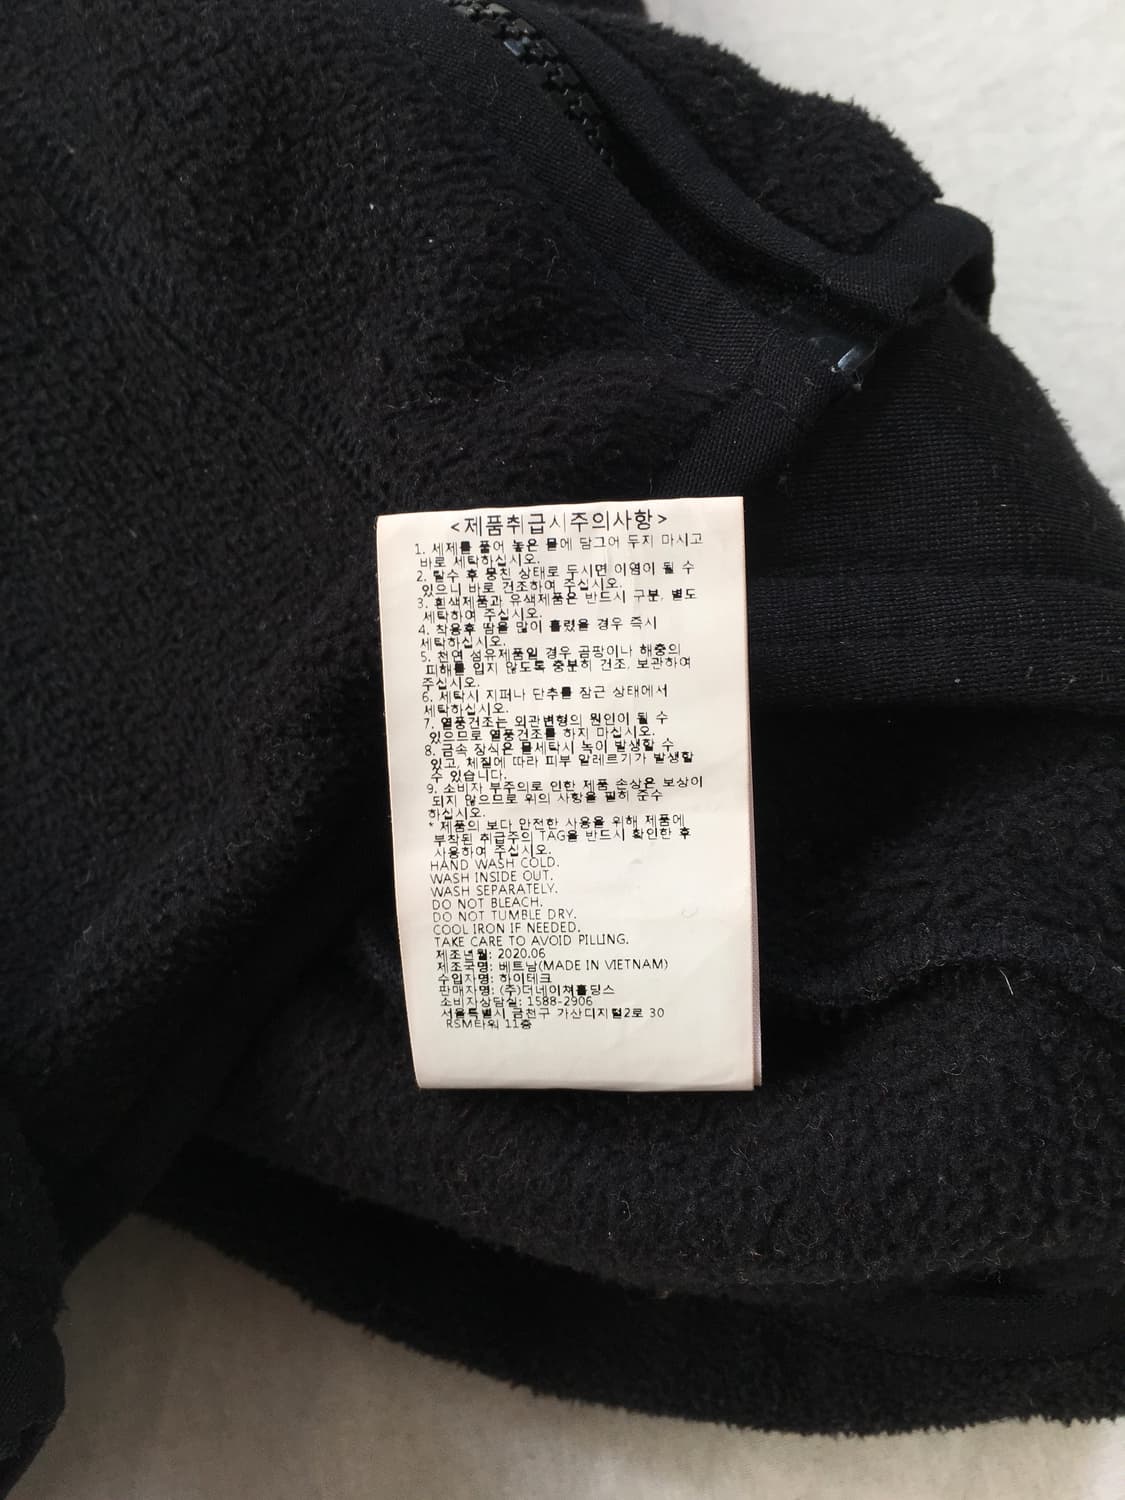 <제품취급시주의사항>
1. 세제를 풀어 놓은 물에 담그어 두지 마시고
바로 세탁하십시오.
2. 탈수 후 뭉친 상태로 두시면 이염이 될 수
있으니 바로 건조하여 주십시오.
3. 흰색제품과 유색제품은 반드시 구분, 별도
세탁하여 주십시오.
4. 착용후 땀을 많이 흘렸을 경우 즉시
세탁하십시오.
5. 천연 섬유제품일 경우 곰팡이나 해충의
피해를 입지 않도록 충분히 건조, 보관하여
주십시오.
6. 세탁시 지퍼나 단추를 잠근 상태에서
세탁하십시오.
7. 열풍건조는 외관변형의 원인이 될 수
있으므로 열풍건조를 하지 마십시오.
8. 금속 장식은 물세탁시 녹이 발생할 수
있고, 체질에 따라 피부 알레르기가 발생할
수 있습니다.
9. 소비자 부주의로 인한 제품 손상은 보상이
되지 않으므로 위의 사항을 필히 준수
하십시오.
* 제품의 보다 안전한 사용을 위해 제품에
부착된 취급주의 TAG을 반드시 확인한 후
사용하여 주십시오.
HAND WASH COLD.
WASH INSIDE OUT.
WASH SEPARATELY.
DO NOT BLEACH.
DO NOT TUMBLE DRY.
COOL IRON IF NEEDED.
TAKE CARE TO AVOID PILLING.
제조년월: 2020.06
제조국명: 베트남(MADE IN VIETNAM)
수입자명: 하이테크
판매자명: (주)더네이쳐홀딩스
소비자상담실: 1588-2906
서울특별시 금천구 가산디지털2로 30
RSM타워 11층